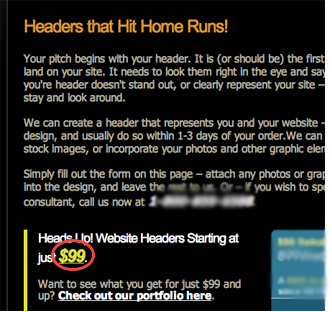 Headers that Hit Home Runs!
Your pitch begins with your header. It is (or should be) the first
land on your site. It needs to look them right in the eye and say
you're header doesn't stand out, or clearly represent your site –
stay and look around.
We can create a header that represents you and your website –
design, and usually do so within 1-3 days of your order.We can
stock images, or incorporate your photos and other graphic elem
Simply fill out the form on this page – attach any photos or grap
into the design, and leave the rest to us. Or – if you wish to spe
consultant, call us now at
Heads Up! Website Headers Starting at
just $99.
Want to see what you get for just $99 and
up? Check out our portfolio here.